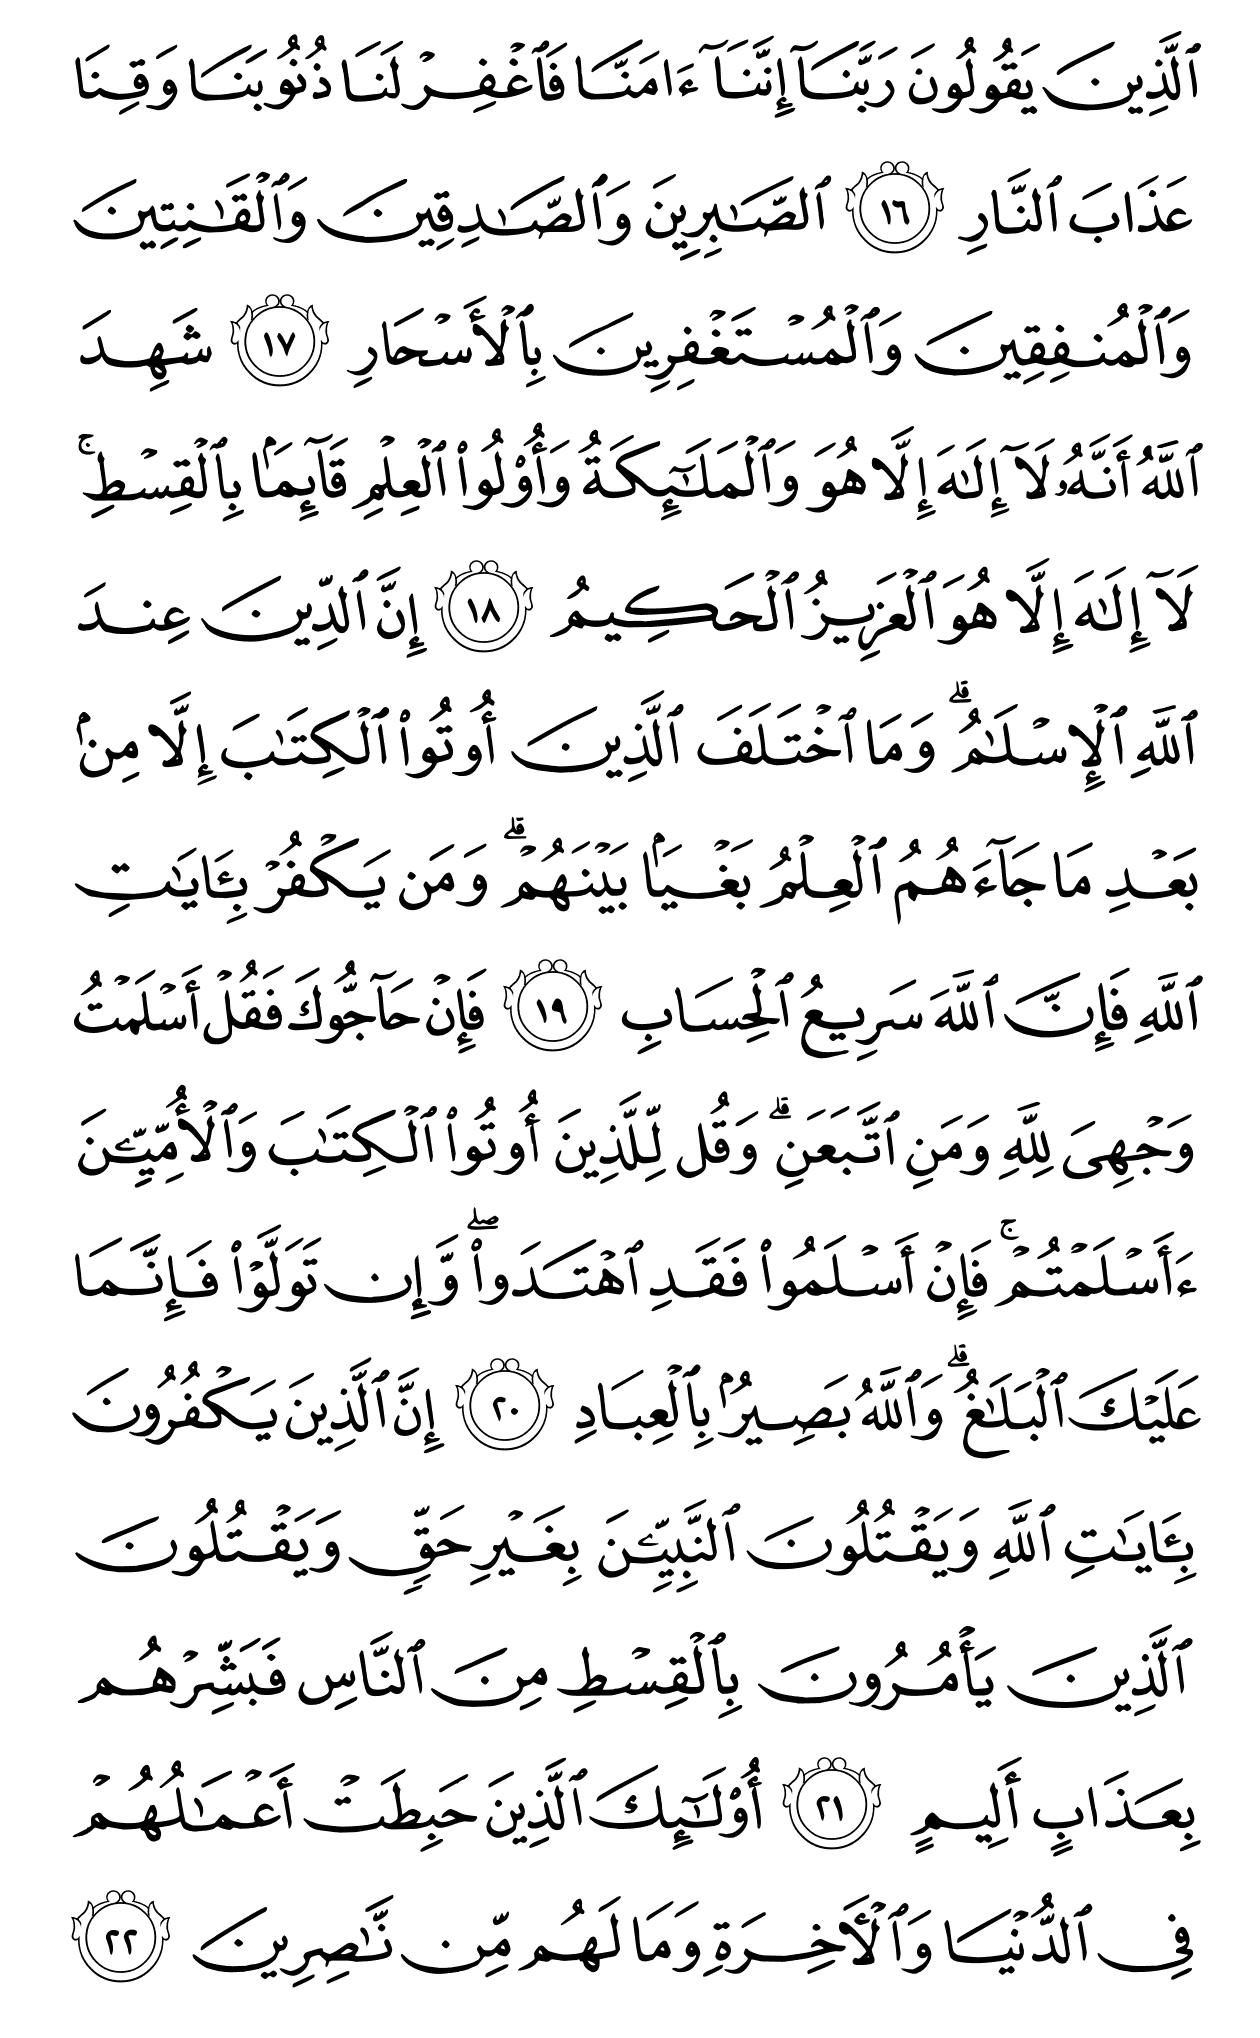 ٱلَّذِينَ يَقُولُونَ رَبَّنَآ إِنَّنَآ ءَامَنَّا فَٱغۡفِرۡ لَنَا ذُنُوبَنَا وَقِنَا
عَذَابَ ٱلنَّارِ ١٦ ٱلصَّٰبِرِينَ وَٱلصَّٰدِقِينَ وَٱلۡقَٰنِتِينَ
وَٱلۡمُنفِقِينَ وَٱلۡمُسۡتَغۡفِرِينَ بِٱلۡأَسۡحَارِ ١٧ شَهِدَ
ٱللَّهُ أَنَّهُۥ لَآ إِلَٰهَ إِلَّا هُوَ وَٱلۡمَلَٰٓئِكَةُ وَأُوْلُواْ ٱلۡعِلۡمِ قَآئِمَۢا بِٱلۡقِسۡطِۚ
لَآ إِلَٰهَ إِلَّا هُوَ ٱلۡعَزِيزُ ٱلۡحَكِيمُ ١٨ إِنَّ ٱلدِّينَ عِندَ
ٱللَّهِ ٱلۡإِسۡلَٰمُۗ وَمَا ٱخۡتَلَفَ ٱلَّذِينَ أُوتُواْ ٱلۡكِتَٰبَ إِلَّا مِنۢ
بَعۡدِ مَا جَآءَهُمُ ٱلۡعِلۡمُ بَغۡيَۢا بَيۡنَهُمۡۗ وَمَن يَكۡفُرۡ بِـَٔايَٰتِ
ٱللَّهِ فَإِنَّ ٱللَّهَ سَرِيعُ ٱلۡحِسَابِ ١٩ فَإِنۡ حَآجُّوكَ فَقُلۡ أَسۡلَمۡتُ
وَجۡهِيَ لِلَّهِ وَمَنِ ٱتَّبَعَنِۗ وَقُل لِّلَّذِينَ أُوتُواْ ٱلۡكِتَٰبَ وَٱلۡأُمِّيِّـۧنَ
ءَأَسۡلَمۡتُمۡۚ فَإِنۡ أَسۡلَمُواْ فَقَدِ ٱهۡتَدَواْۖ وَّإِن تَوَلَّوۡاْ فَإِنَّمَا
عَلَيۡكَ ٱلۡبَلَٰغُۗ وَٱللَّهُ بَصِيرُۢ بِٱلۡعِبَادِ ٢٠ إِنَّ ٱلَّذِينَ يَكۡفُرُونَ
بِـَٔايَٰتِ ٱللَّهِ وَيَقۡتُلُونَ ٱلنَّبِيِّـۧنَ بِغَيۡرِ حَقّٖ وَيَقۡتُلُونَ
ٱلَّذِينَ يَأۡمُرُونَ بِٱلۡقِسۡطِ مِنَ ٱلنَّاسِ فَبَشِّرۡهُم
بِعَذَابٍ أَلِيمٍ ٢١ أُوْلَٰٓئِكَ ٱلَّذِينَ حَبِطَتۡ أَعۡمَٰلُهُمۡ
فِي ٱلدُّنۡيَا وَٱلۡأٓخِرَةِ وَمَا لَهُم مِّن نَّٰصِرِينَ ٢٢